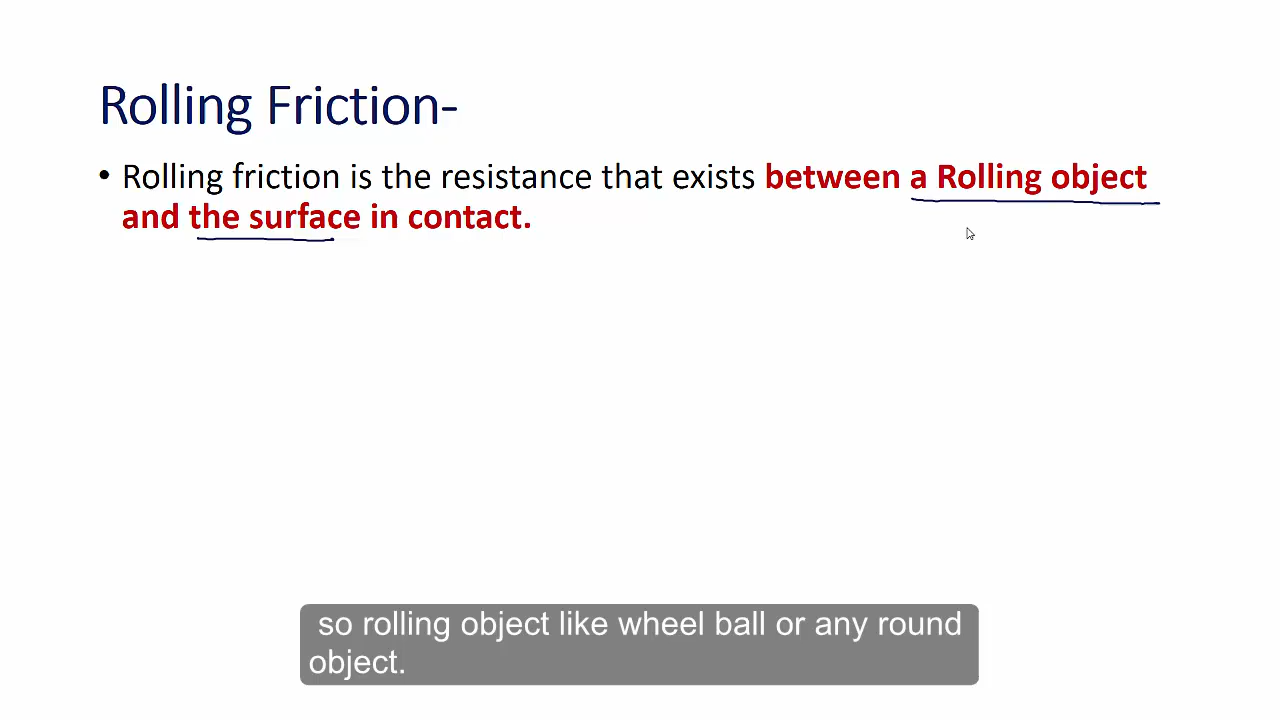 Rolling Friction-
• Rolling friction is the resistance that exists between a Rolling object
and the surface in contact.
so rolling object like wheel ball or any round
object.